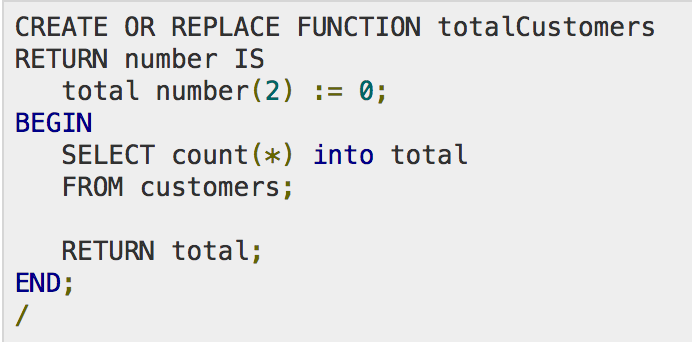 CREATE OR REPLACE FUNCTION totalCustomers
RETURN number IS
   total number(2) := 0;
BEGIN
   SELECT count(*) into total
   FROM customers;

   RETURN total;
END;
/